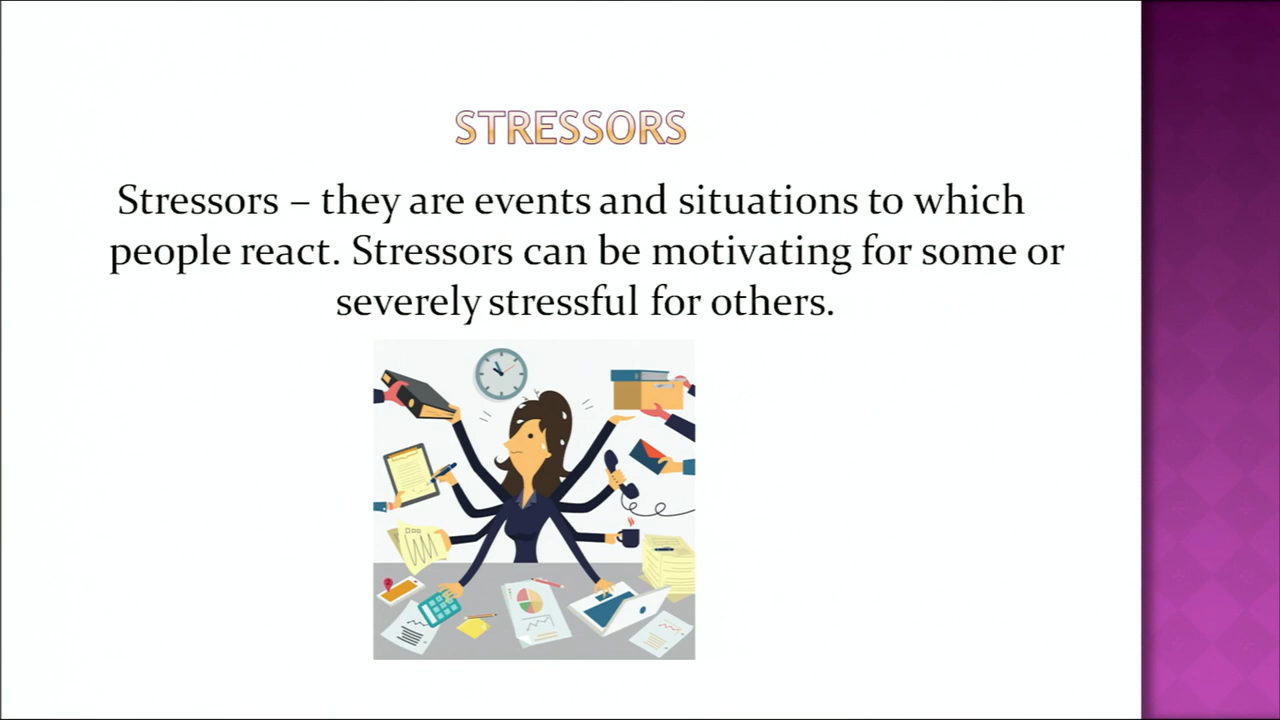 STRESSORS
Stressors – they are events and situations to which
people react. Stressors can be motivating for some or
severely stressful for others.